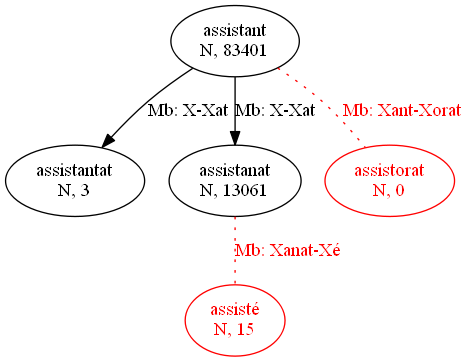 assistant
N, 83401
Mb: X-Xat
Mb: X-Xat
Mb: Xant-Xorat
assistantat
N, 3
assistanat
N, 13061
assistorat
N, 0
Mb: Xanat-Xé
assisté
N, 15